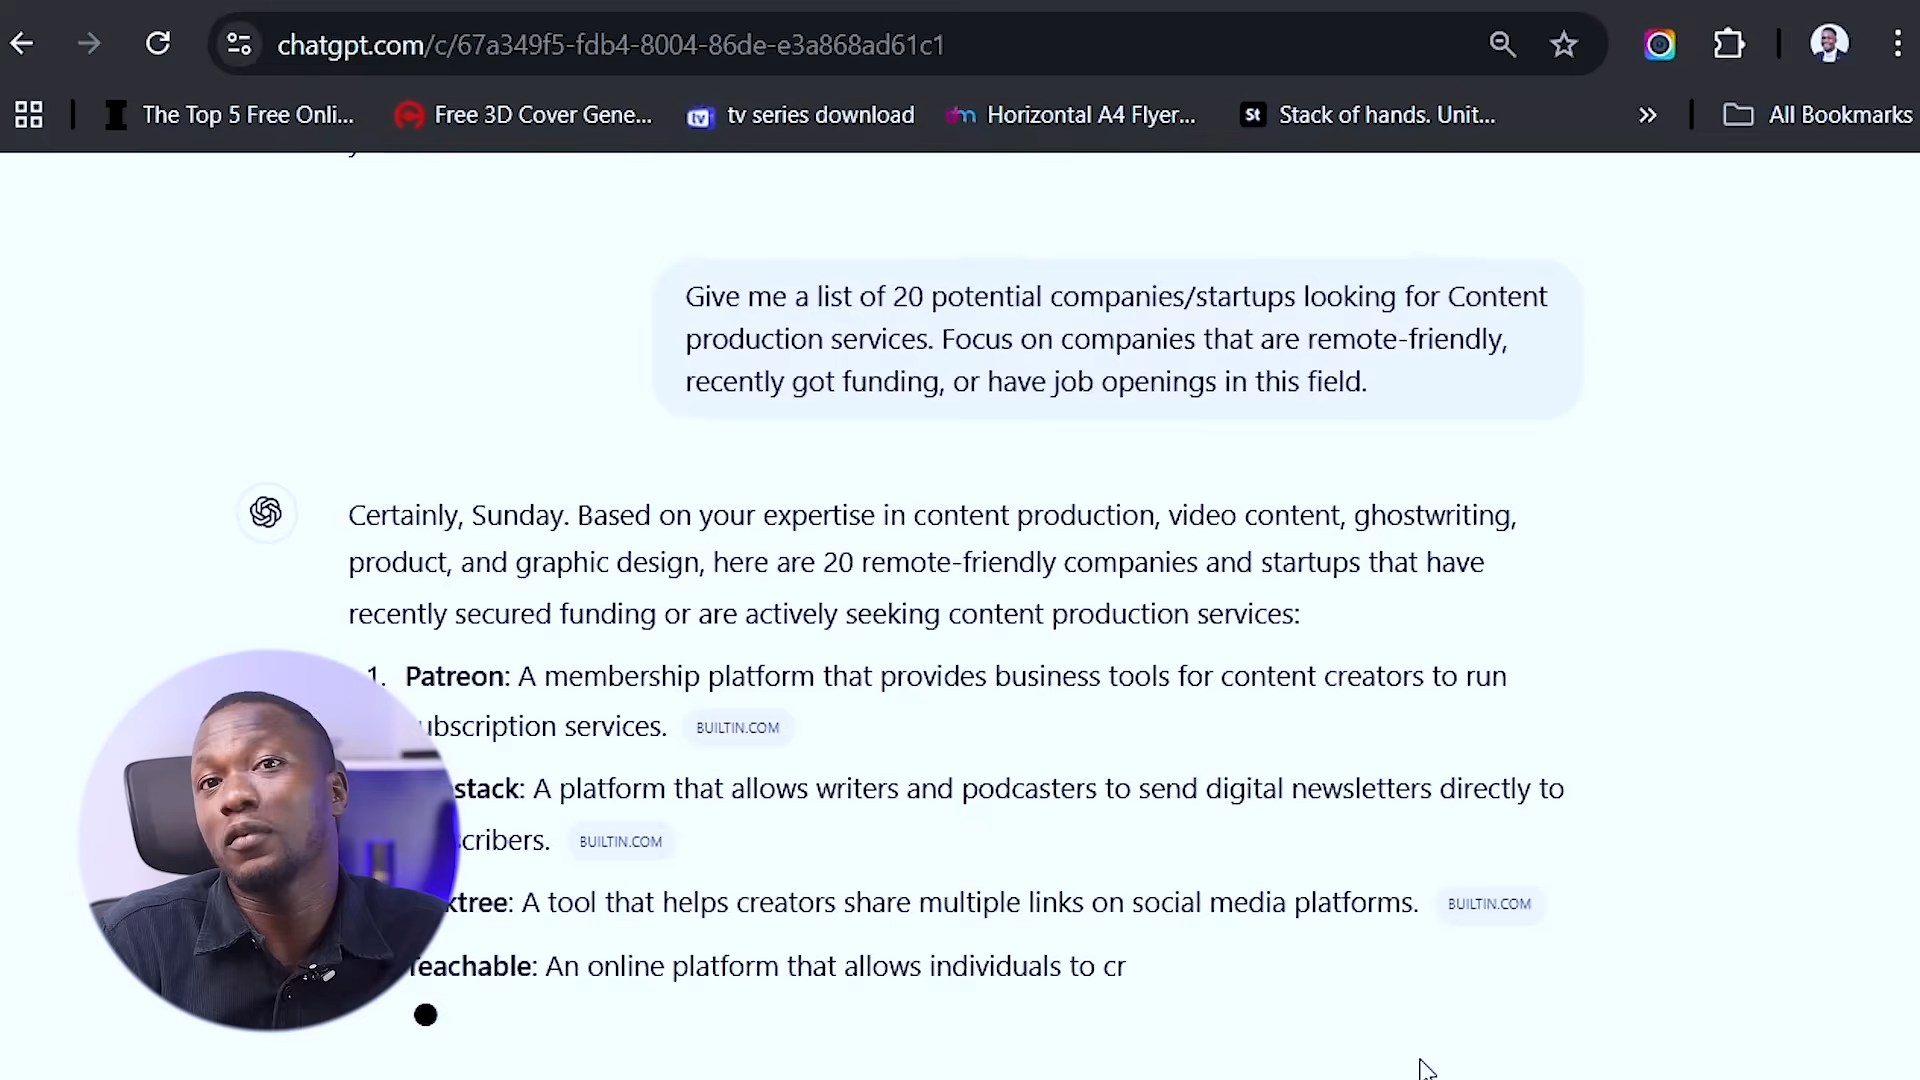 chatgpt.com/c/67a349f5-fdb4-8004-86de-e3a868ad61c1
The Top 5 Free Onli...
Free 3D Cover Gene...
tv
tv series download
dm
Horizontal A4 Flyer...
St
Stack of hands. Unit...
All Bookmarks
Give me a list of 20 potential companies/startups looking for Content
production services. Focus on companies that are remote-friendly,
recently got funding, or have job openings in this field.
Certainly, Sunday. Based on your expertise in content production, video content, ghostwriting,
product, and graphic design, here are 20 remote-friendly companies and startups that have
recently secured funding or are actively seeking content production services:
1. Patreon: A membership platform that provides business tools for content creators to run
ubscription services. BUILTIN.COM
stack: A platform that allows writers and podcasters to send digital newsletters directly to
cribers. BUILTIN.COM
ktree: A tool that helps creators share multiple links on social media platforms. BUILTIN.COM
Teachable: An online platform that allows individuals to cr